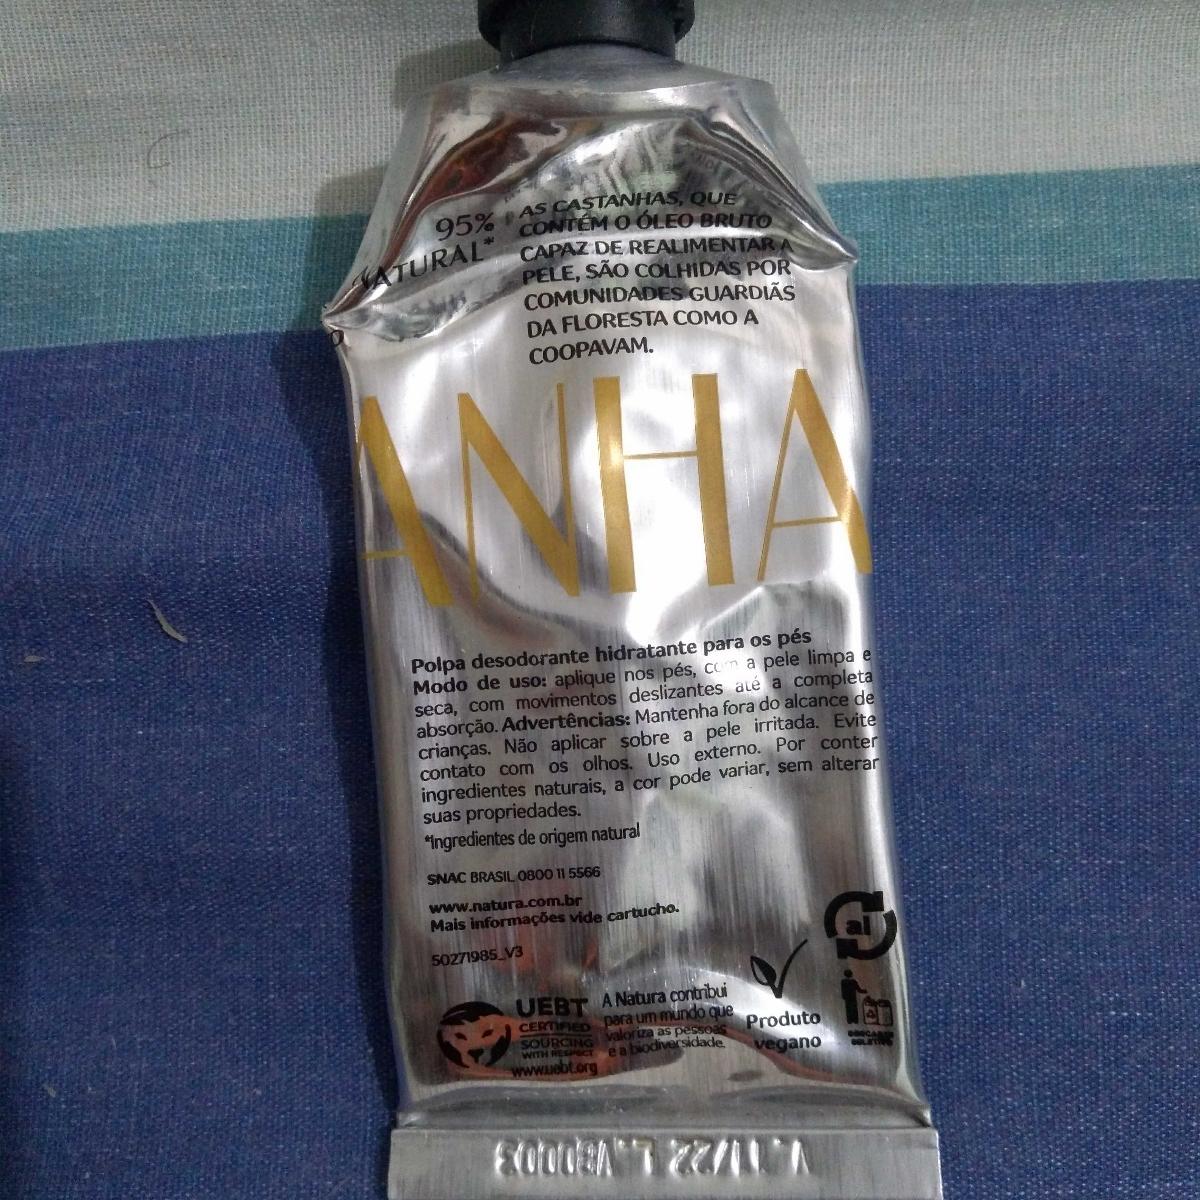 95%
NATURAL*
AS CASTANHAS, QUE
CONTÉM O ÓLEO BRUTO
CAPAZ DE REALIMENTAR A
PELE, SÃO COLHIDAS POR
COMUNIDADES GUARDIÃS
DA FLORESTA COMO A
COOPAVAM.
ANHA
Polpa desodorante hidratante para os pés
Modo de uso: aplique nos pés, com a pele limpa e
seca, com movimentos deslizantes até a completa
absorção. Advertências: Mantenha fora do alcance de
crianças. Não aplicar sobre a pele irritada. Evite
contato com os olhos. Uso externo. Por conter
ingredientes naturais, a cor pode variar, sem alterar
suas propriedades.
*Ingredientes de origem natural
SNAC BRASIL 0800 11 5566
www.natura.com.br
Mais informações vide cartucho.
50271985_V3
al
UEBT
CERTIFIED
SOURCING
WITH RESPECT
www.uebt.org
A Natura contribui
para um mundo que
valoriza as pessoas
e a biodiversidade.
Produto
vegano
V. 11/22 L.